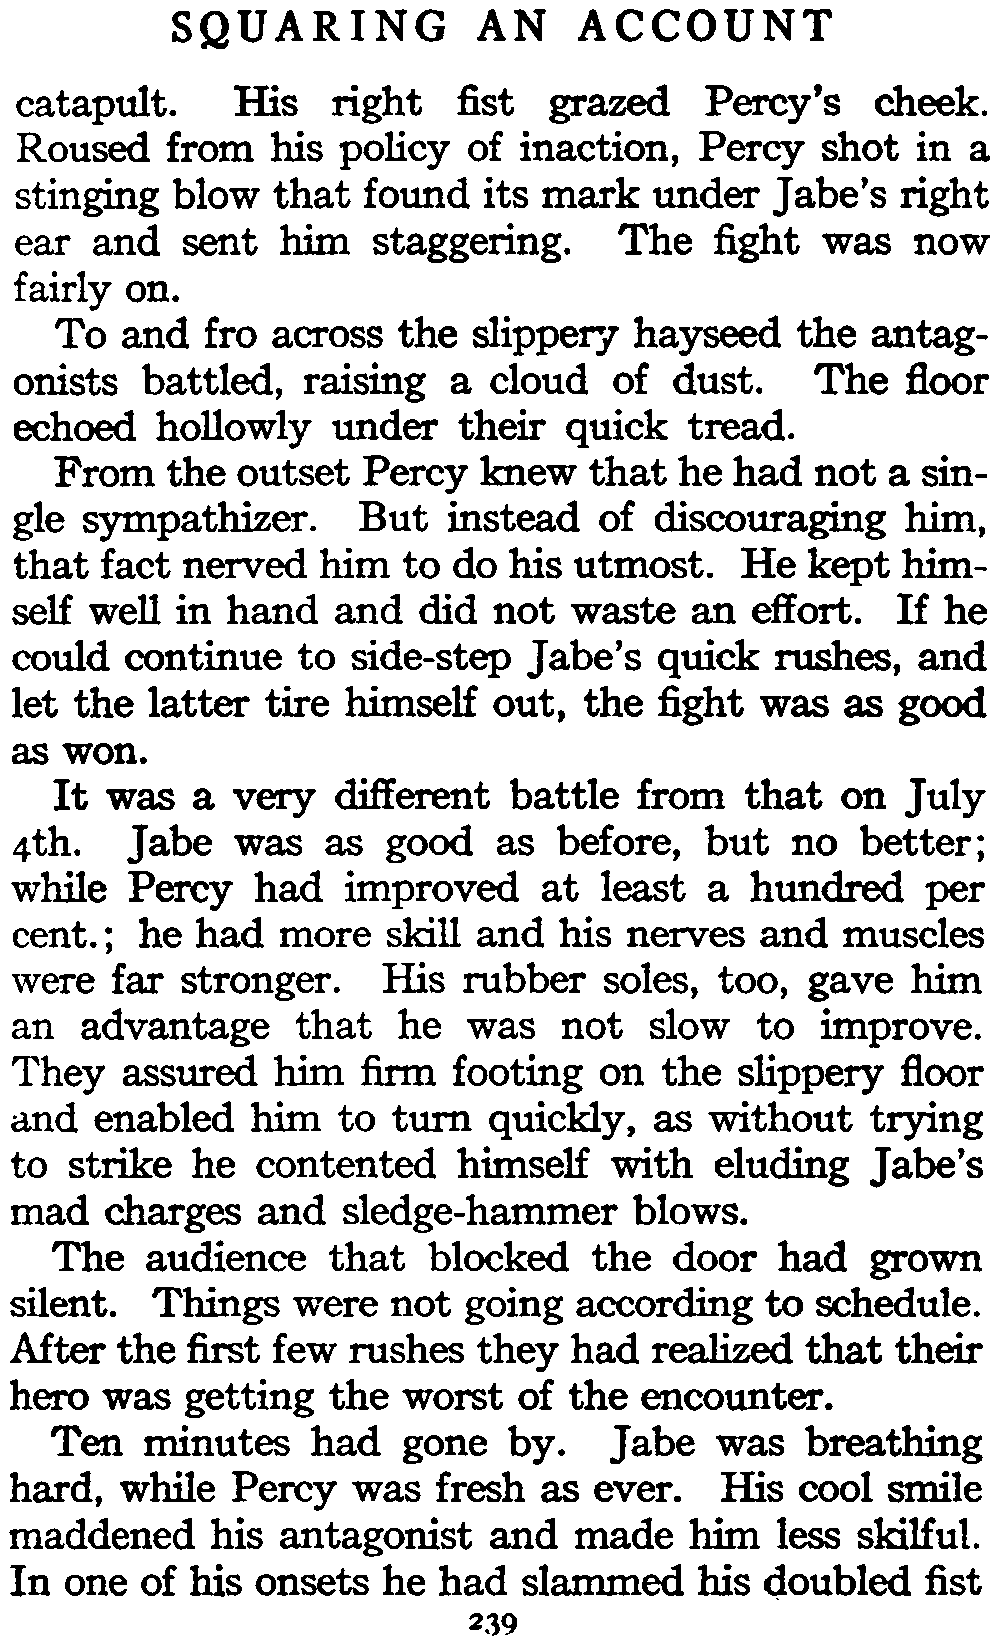 SQUARING AN ACCOUNT
catapult. His right fist grazed Percy's cheek.
Roused from his policy of inaction, Percy shot in a
stinging blow that found its mark under Jabe's right
ear and sent him staggering. The fight was now
fairly on.
To and fro across the slippery hayseed the antag-
onists battled, raising a cloud of dust. The floor
echoed hollowly under their quick tread.
From the outset Percy knew that he had not a sin-
gle sympathizer. But instead of discouraging him,
that fact nerved him to do his utmost. He kept him-
self well in hand and did not waste an effort. If he
could continue to side-step Jabe's quick rushes, and
let the latter tire himself out, the fight was as good
as won.
It was a very different battle from that on July
4th. Jabe was as good as before, but no better;
while Percy had improved at least a hundred per
cent.; he had more skill and his nerves and muscles
were far stronger. His rubber soles, too, gave him
an advantage that he was not slow to improve.
They assured him firm footing on the slippery floor
and enabled him to turn quickly, as without trying
to strike he contented himself with eluding Jabe's
mad charges and sledge-hammer blows.
The audience that blocked the door had grown
silent. Things were not going according to schedule.
After the first few rushes they had realized that their
hero was getting the worst of the encounter.
Ten minutes had gone by. Jabe was breathing
hard, while Percy was fresh as ever. His cool smile
maddened his antagonist and made him less skilful.
In one of his onsets he had slammed his doubled fist
239